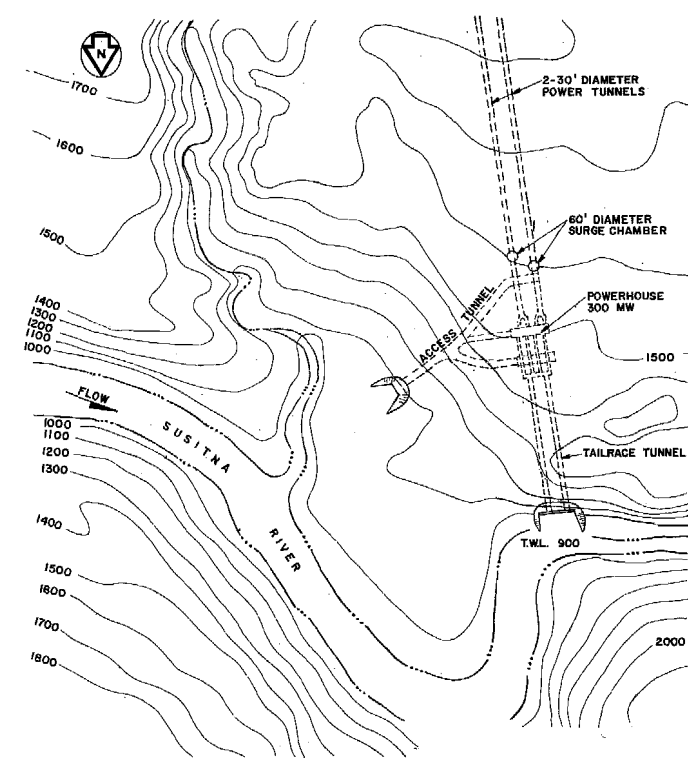 N
1700
1600
1500
1400
1300
1200
1100
1000
2-30' DIAMETER
POWER TUNNELS
60' DIAMETER
SURGE CHAMBER
POWERHOUSE
300 MW
ACCESS TUNNEL
1500
FLOW
SUSITNA
RIVER
TAILRACE TUNNEL
T.W.L. 900
1000
1100
1200
1300
1400
1500
1600
1700
1800
2000